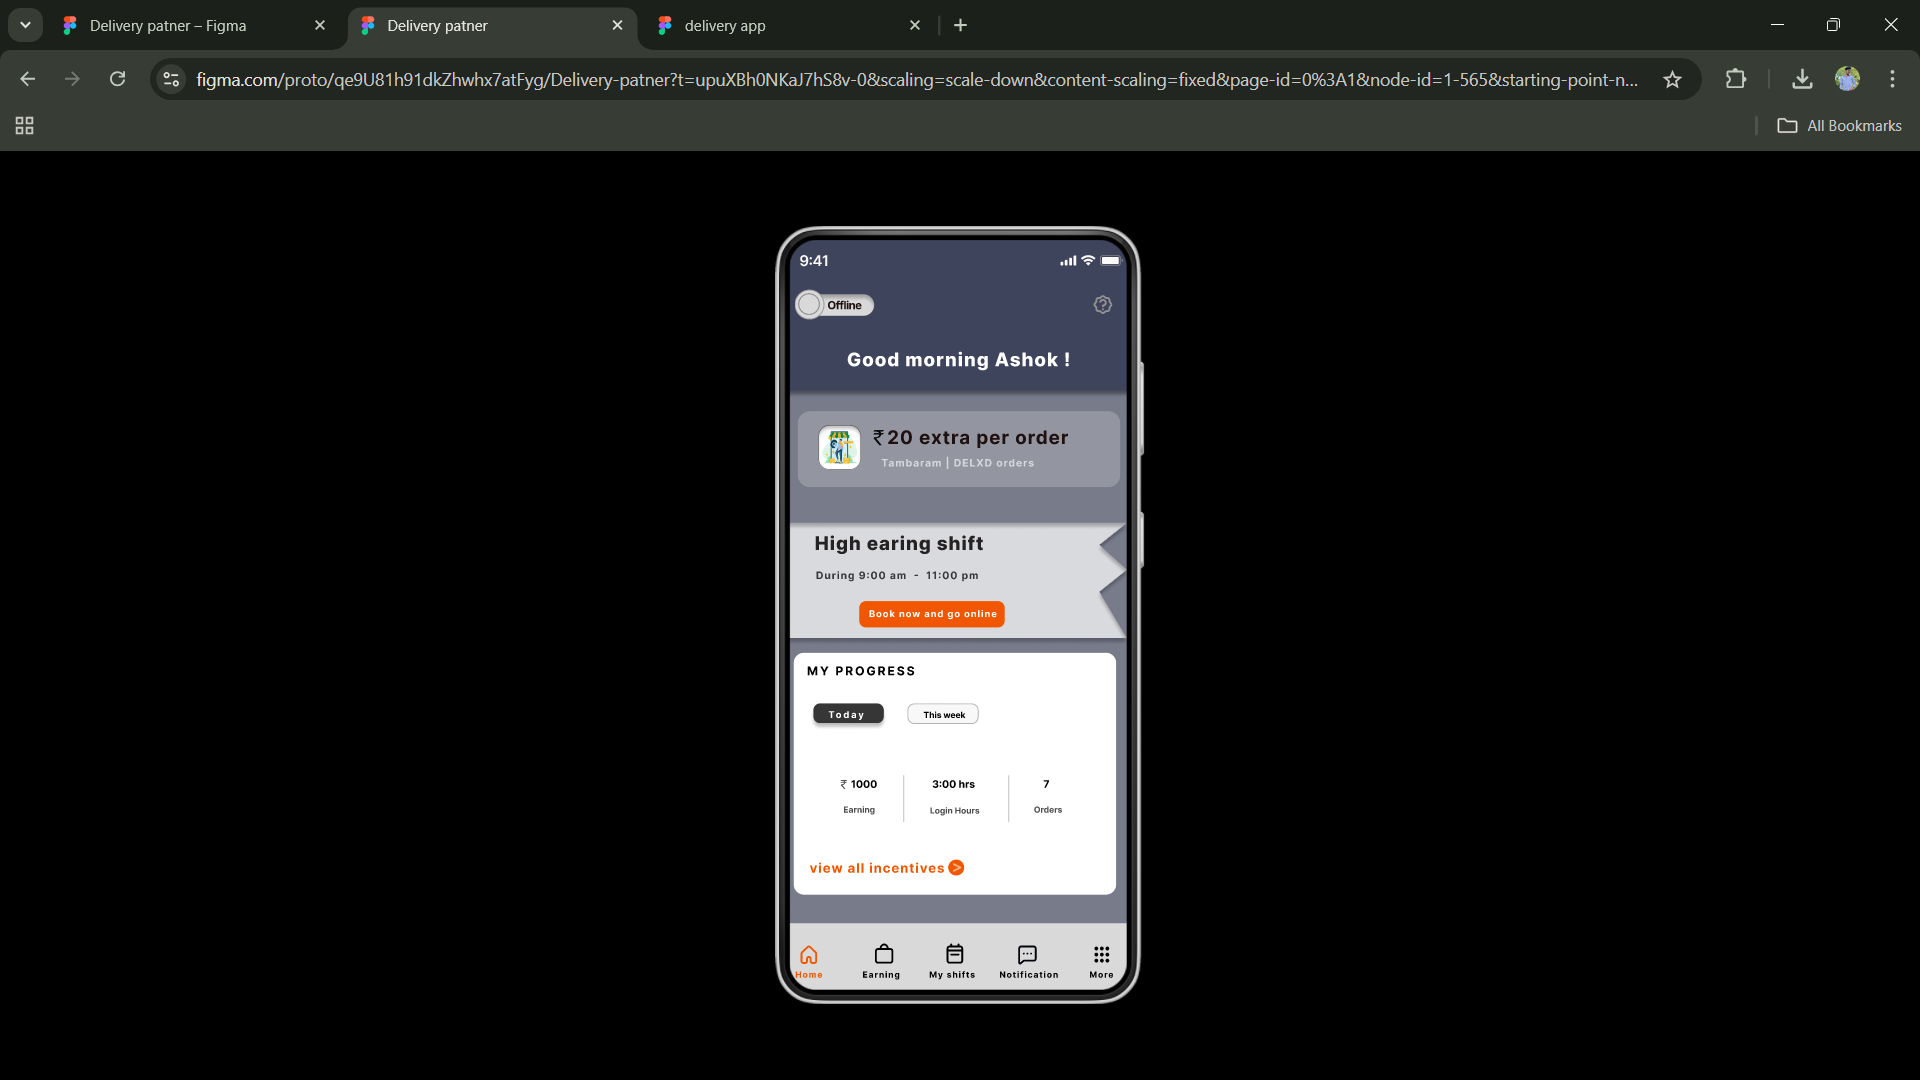 Delivery patner – Figma
Delivery patner
delivery app
figma.com/proto/qe9U81h91dkZhwhx7atFyg/Delivery-patner?t=upuXBh0NKaJ7hS8v-0&scaling=scale-down&content-scaling=fixed&page-id=0%3A1&node-id=1-565&starting-point-n...
All Bookmarks
9:41
Offline
Good morning Ashok !
₹20 extra per order
Tambaram | DELXD orders
High earing shift
During 9:00 am - 11:00 pm
Book now and go online
MY PROGRESS
Today This week
₹ 1000 3:00 hrs 7
Earning Login Hours Orders
view all incentives >
Home Earning My shifts Notification More